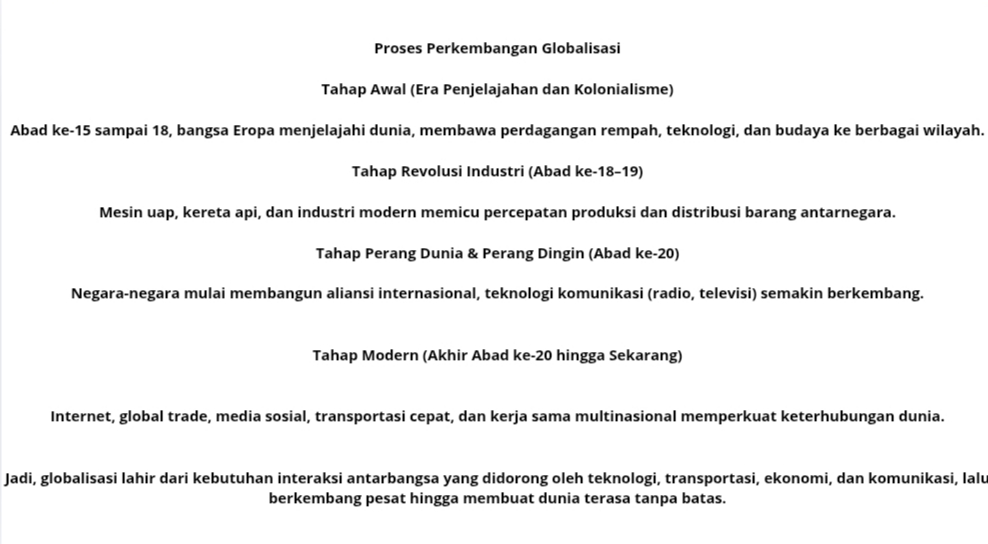 Proses Perkembangan Globalisasi
Tahap Awal (Era Penjelajahan dan Kolonialisme)
Abad ke-15 sampai 18, bangsa Eropa menjelajahi dunia, membawa perdagangan rempah, teknologi, dan budaya ke berbagai wilayah.
Tahap Revolusi Industri (Abad ke-18–19)
Mesin uap, kereta api, dan industri modern memicu percepatan produksi dan distribusi barang antarnegara.
Tahap Perang Dunia & Perang Dingin (Abad ke-20)
Negara-negara mulai membangun aliansi internasional, teknologi komunikasi (radio, televisi) semakin berkembang.
Tahap Modern (Akhir Abad ke-20 hingga Sekarang)
Internet, global trade, media sosial, transportasi cepat, dan kerja sama multinasional memperkuat keterhubungan dunia.
Jadi, globalisasi lahir dari kebutuhan interaksi antarbangsa yang didorong oleh teknologi, transportasi, ekonomi, dan komunikasi, lalu
berkembang pesat hingga membuat dunia terasa tanpa batas.